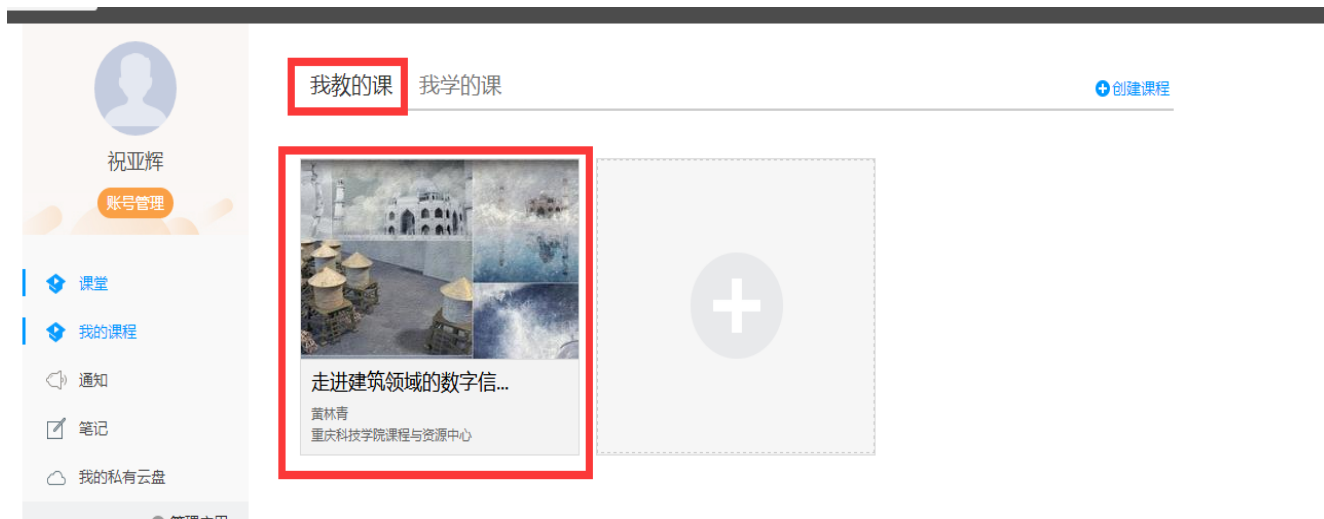 祝亚辉
账号管理
课堂
我的课程
通知
笔记
我的私有云盘
我教的课 我学的课
创建课程
走进建筑领域的数字信...
黄林青
重庆科技学院课程与资源中心